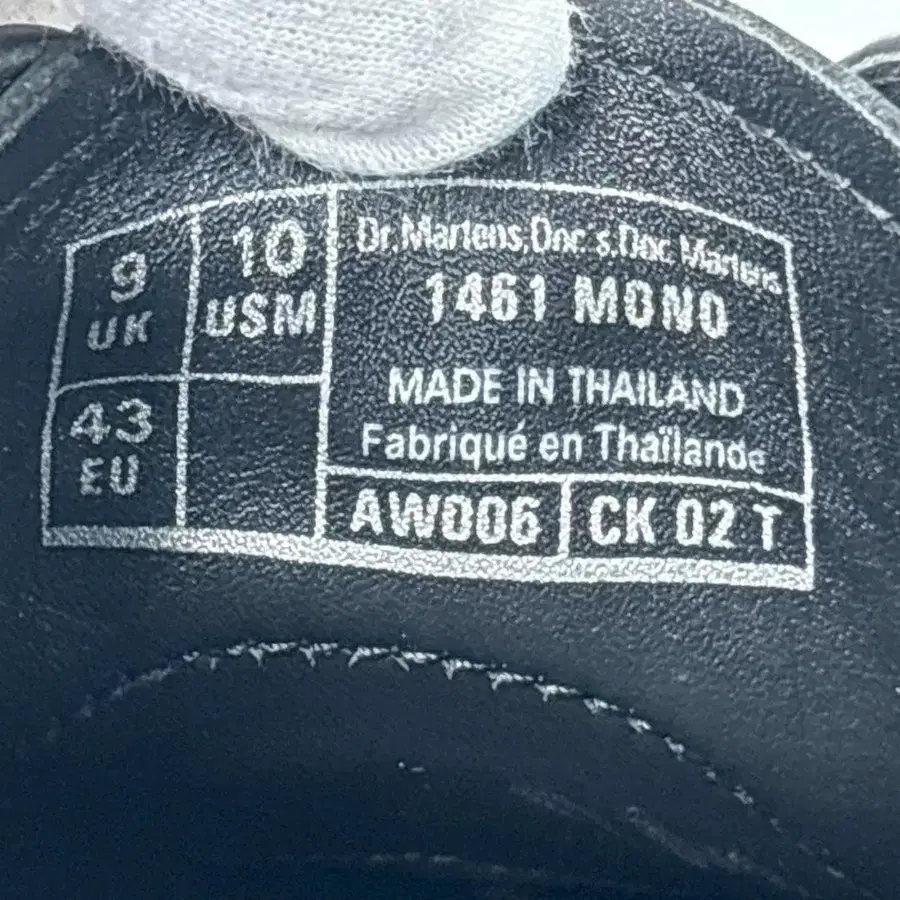 9
UK
10
USM
43
EU
Dr.Martens,Doc's,Doc Martens
1461 MONO
MADE IN THAILAND
Fabriqué en Thaïlande
AW006
CK 02 T